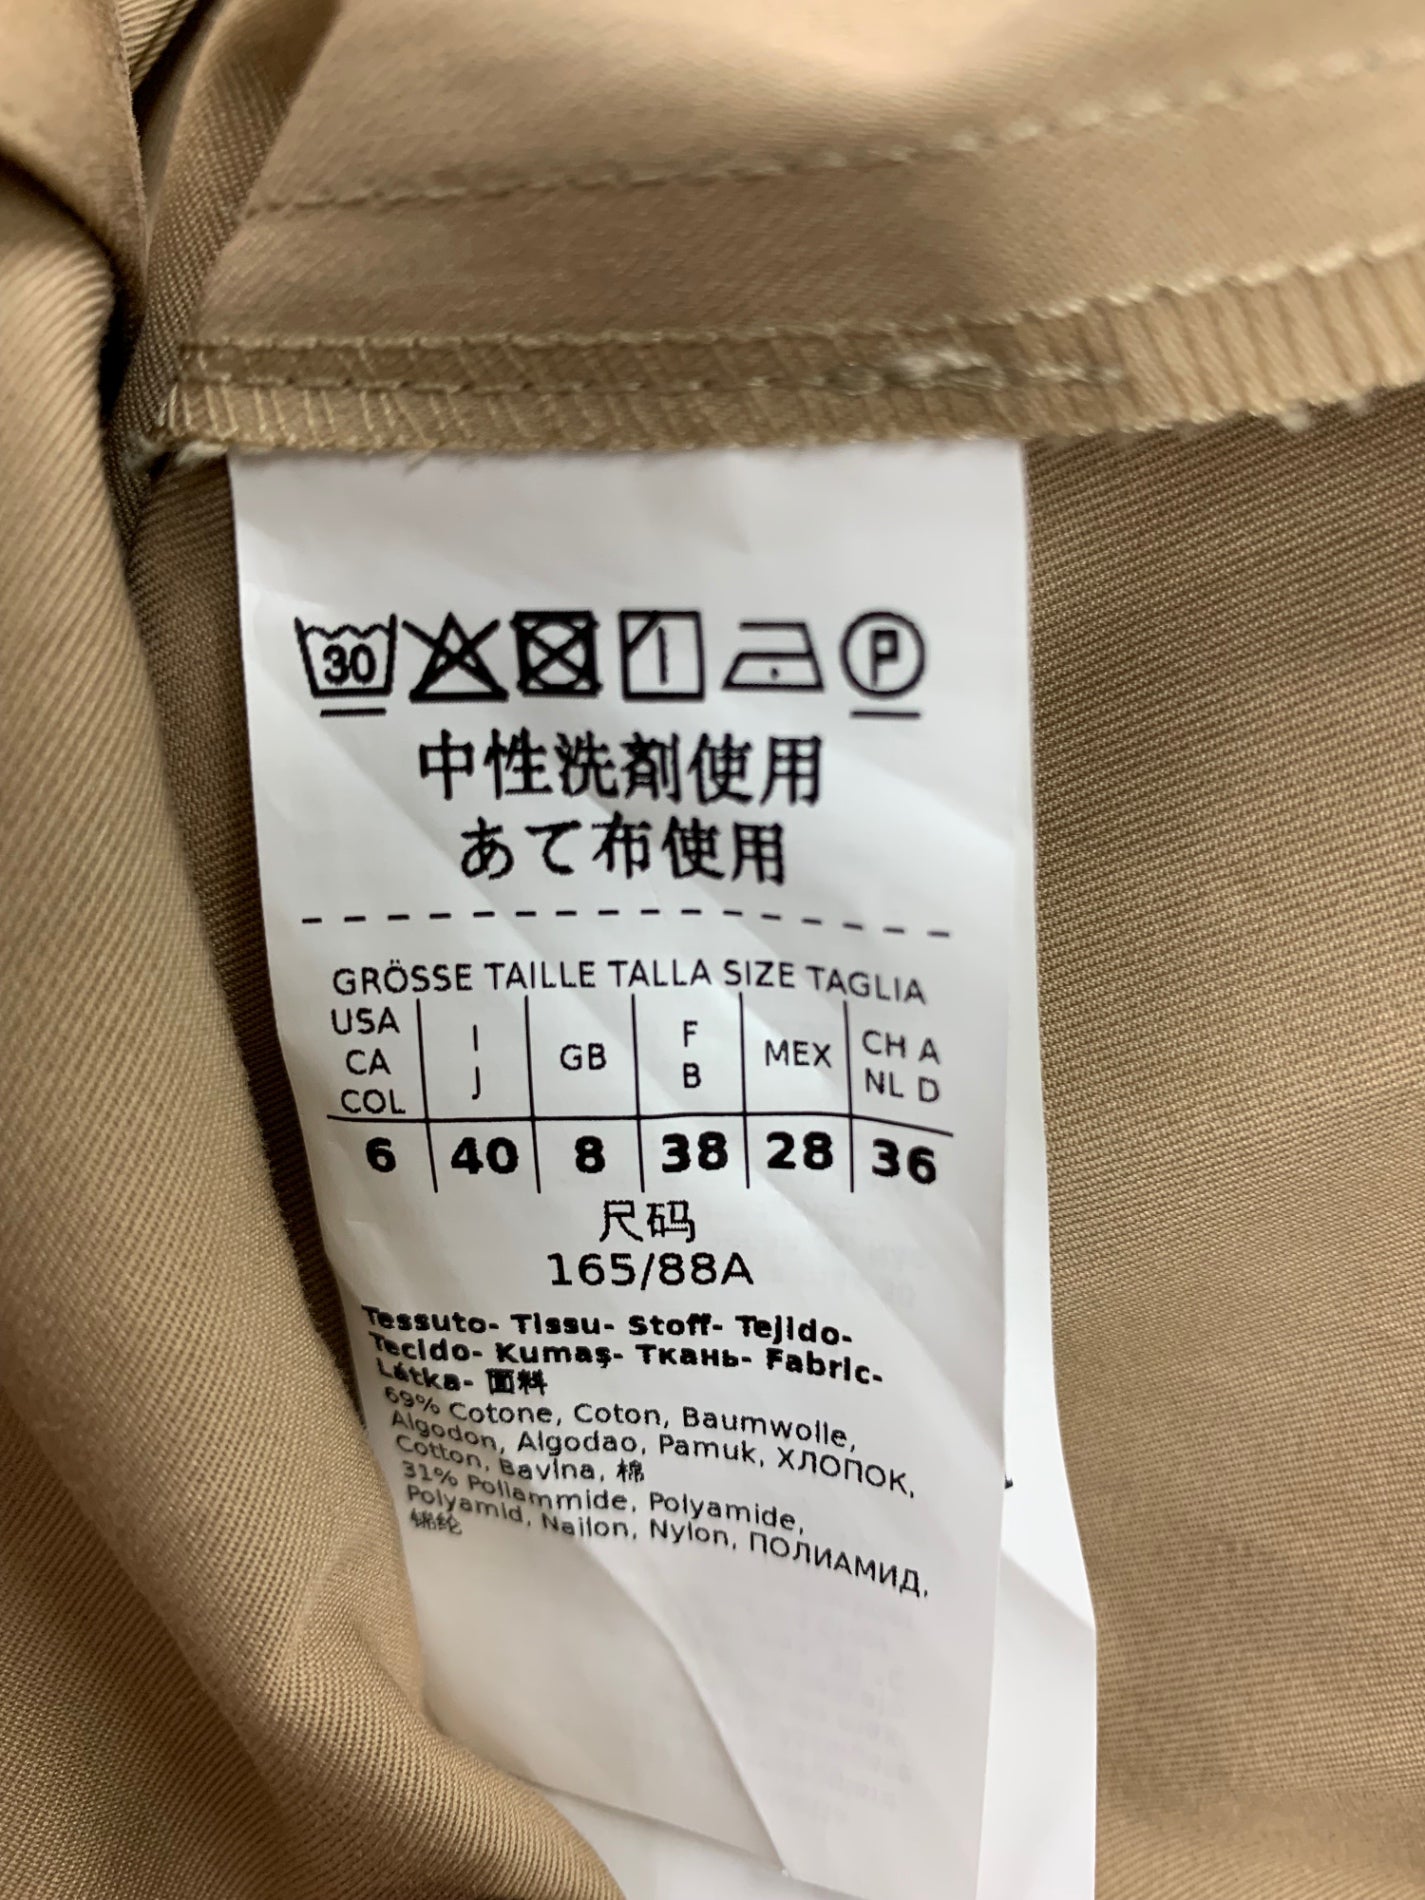 30 P
中性洗剤使用
あて布使用
GRÖSSE TAILLE TALLA SIZE TAGLIA
USA CA COL I J GB F B MEX CH A NL D
6 40 8 38 28 36
尺码
165/88A
Tessuto- Tissu- Stoff- Tejido-
Tecido- Kumaş- Ткань- Fabric-
Látka- 面料
69% Cotone, Coton, Baumwolle,
Algodon, Algodao, Pamuk, ХЛОПОК,
Cotton, Bavlna, 棉
31% Poliammide, Polyamide,
Polyamid, Nailon, Nylon, ПОЛИАМИД,
锦纶